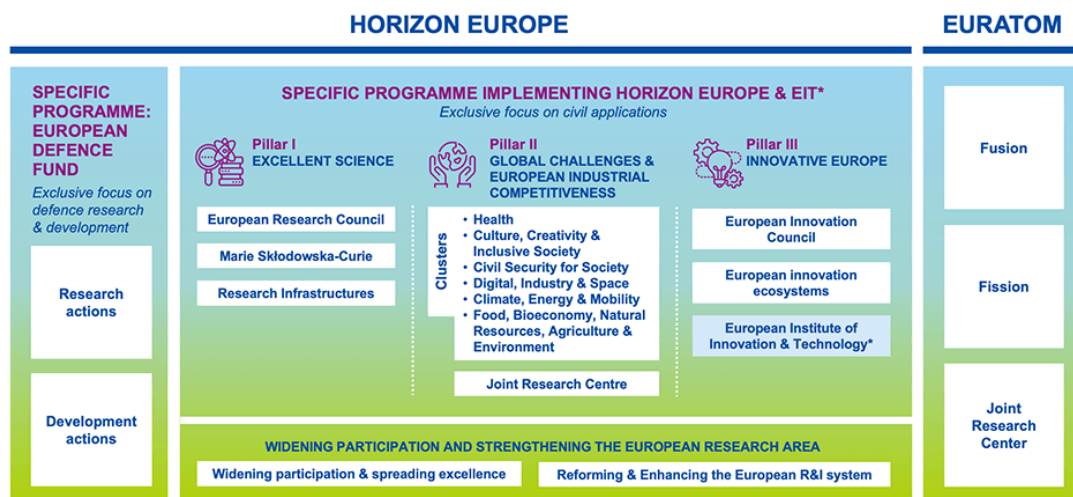 HORIZON EUROPE
EURATOM
SPECIFIC
PROGRAMME:
EUROPEAN
DEFENCE
FUND
Exclusive focus on
defence research
& development
Research
actions
Development
actions
SPECIFIC PROGRAMME IMPLEMENTING HORIZON EUROPE & EIT*
Exclusive focus on civil applications
Pillar I
EXCELLENT SCIENCE
European Research Council
Marie Skłodowska-Curie
Research Infrastructures
Pillar II
GLOBAL CHALLENGES &
EUROPEAN INDUSTRIAL
COMPETITIVENESS
Clusters
• Health
• Culture, Creativity &
Inclusive Society
• Civil Security for Society
• Digital, Industry & Space
• Climate, Energy & Mobility
• Food, Bioeconomy, Natural
Resources, Agriculture &
Environment
Joint Research Centre
Pillar III
INNOVATIVE EUROPE
European Innovation
Council
European innovation
ecosystems
European Institute of
Innovation & Technology*
WIDENING PARTICIPATION AND STRENGTHENING THE EUROPEAN RESEARCH AREA
Widening participation & spreading excellence
Reforming & Enhancing the European R&I system
Fusion
Fission
Joint
Research
Center